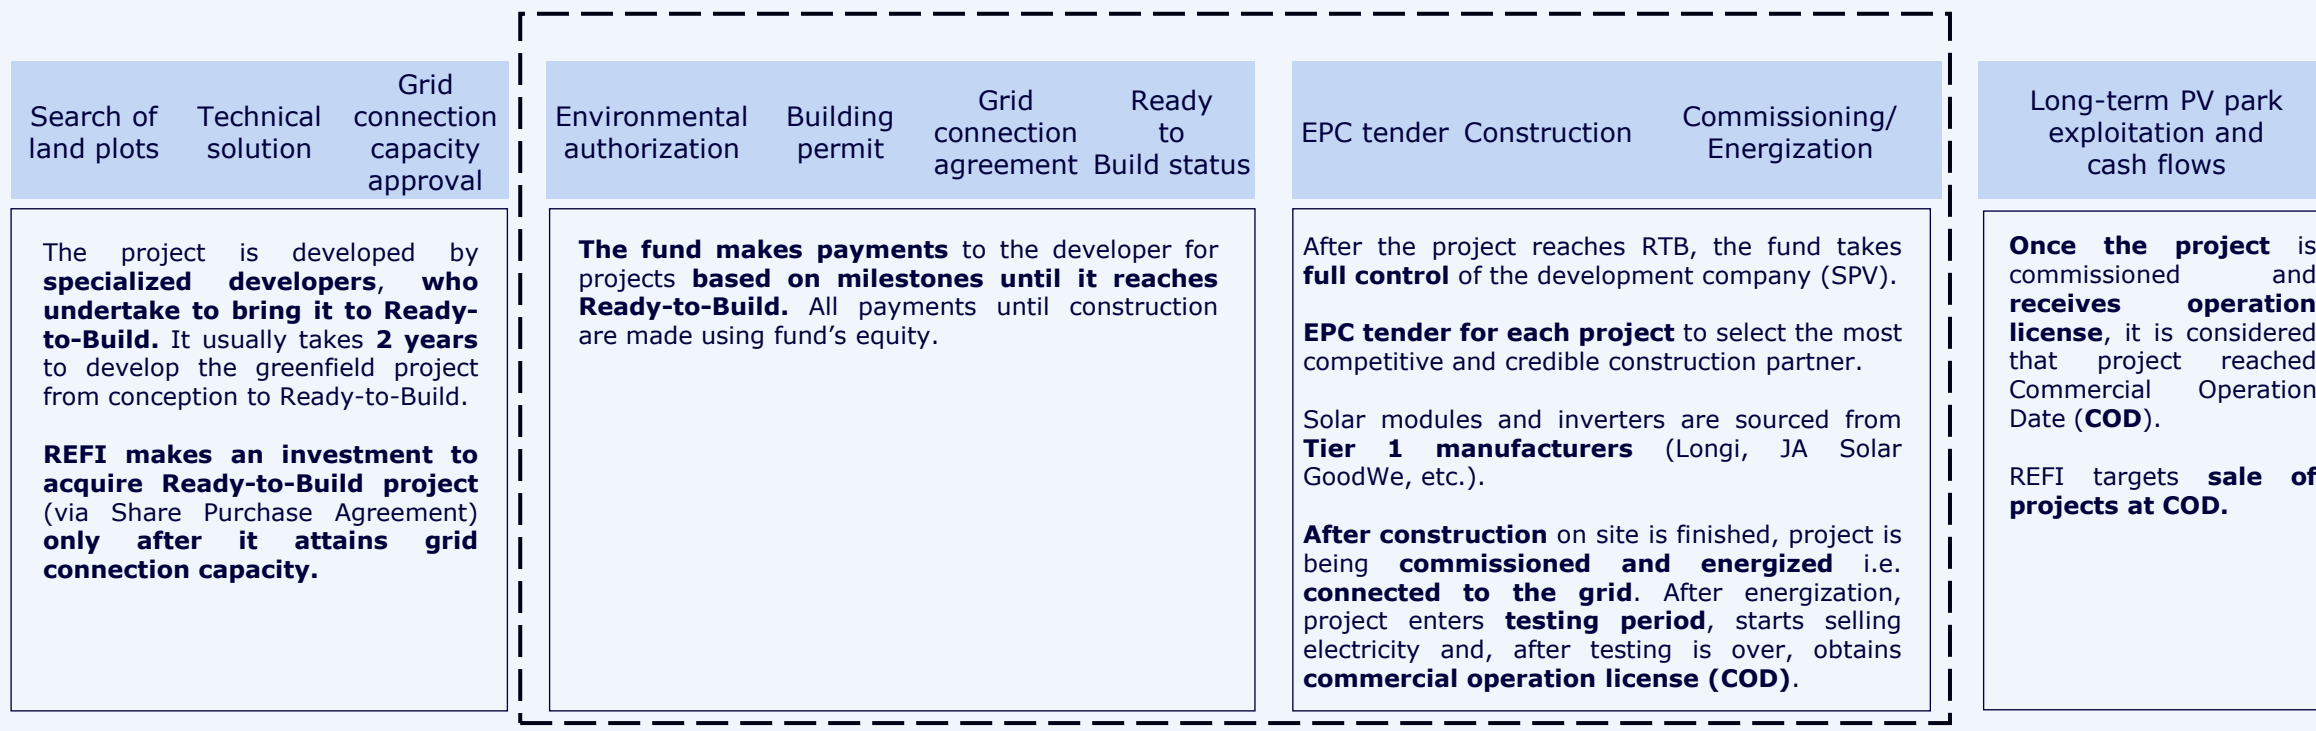 Search of
land plots
Technical
solution
Grid
connection
capacity
approval
The project is developed by
specialized developers, who
undertake to bring it to Ready-
to-Build. It usually takes 2 years
to develop the greenfield project
from conception to Ready-to-Build.
REFI makes an investment to
acquire Ready-to-Build project
(via Share Purchase Agreement)
only after it attains grid
connection capacity.
Environmental
authorization
Building
permit
Grid
connection
agreement
Ready
to
Build status
The fund makes payments to the developer for
projects based on milestones until it reaches
Ready-to-Build. All payments until construction
are made using fund's equity.
EPC tender
Construction
Commissioning/
Energization
After the project reaches RTB, the fund takes
full control of the development company (SPV).
EPC tender for each project to select the most
competitive and credible construction partner.
Solar modules and inverters are sourced from
Tier 1 manufacturers (Longi, JA Solar
GoodWe, etc.).
After construction on site is finished, project is
being commissioned and energized i.e.
connected to the grid. After energization,
project enters testing period, starts selling
electricity and, after testing is over, obtains
commercial operation license (COD).
Long-term PV park
exploitation and
cash flows
Once the project is
commissioned and
receives operation
license, it is considered
that project reached
Commercial Operation
Date (COD).
REFI targets sale of
projects at COD.